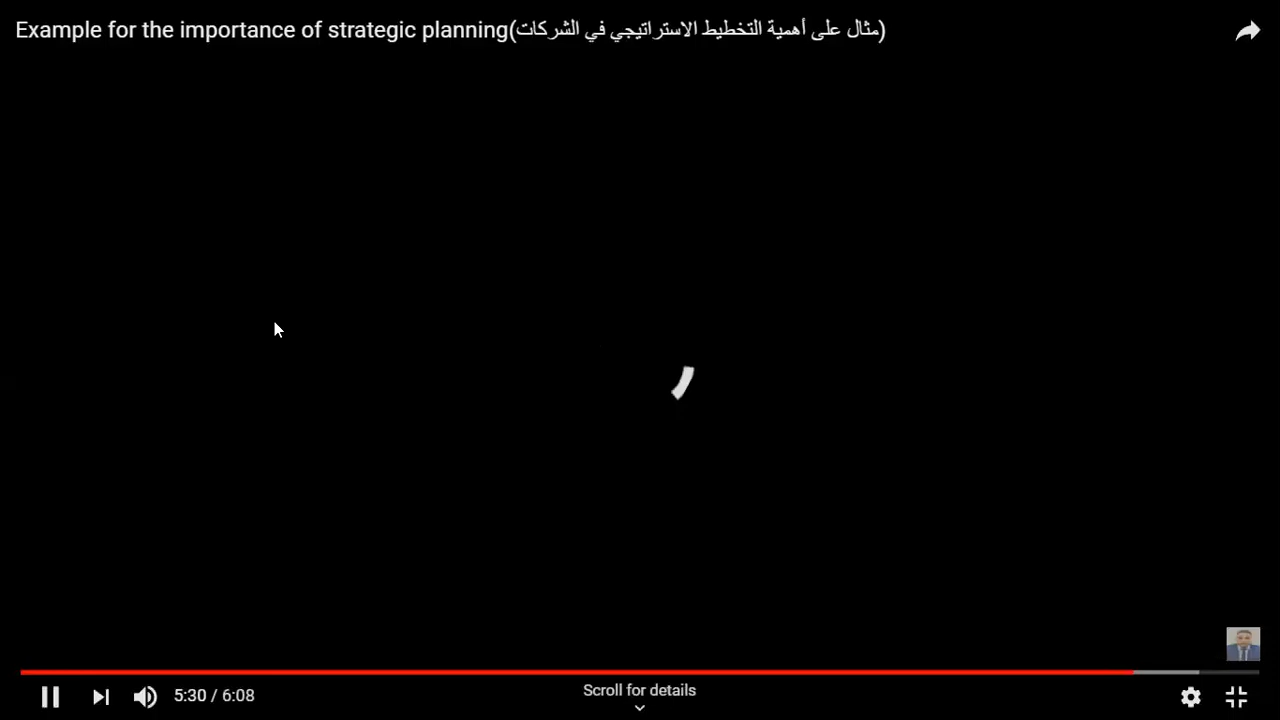 Example for the importance of strategic planning(مثال على أهمية التخطيط الاستراتيجي في الشركات)
5:30 / 6:08
Scroll for details